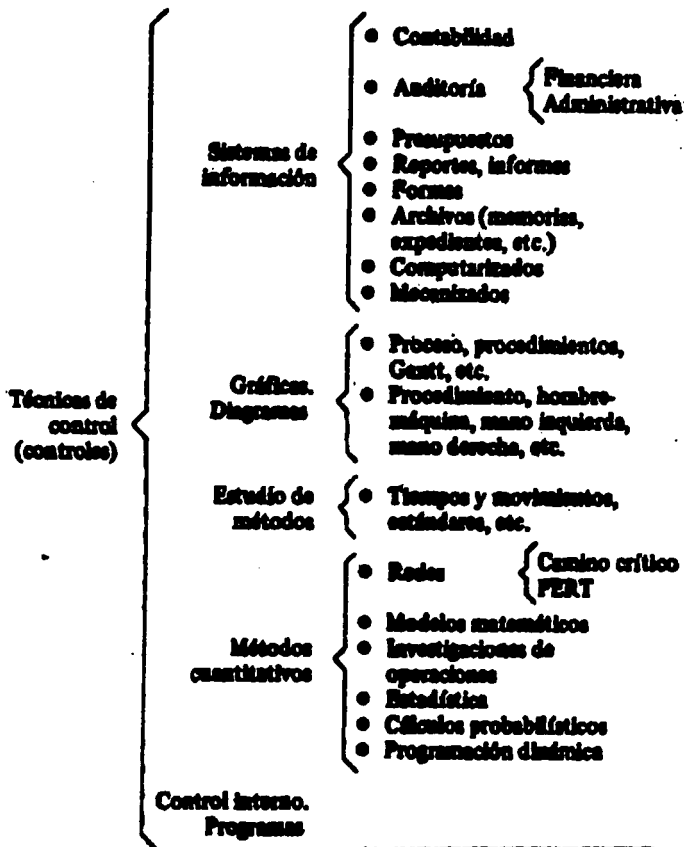 Técnicas de
control
(controles)
Sistemas de
información
● Contabilidad
● Auditoría
Financiera
Administrativa
● Presupuestos
● Reportes, informes
● Formas
● Archivos (memorias,
expedientes, etc.)
● Computarizados
● Mecanizados
Gráficas.
Diagramas
● Proceso, procedimientos,
Gantt, etc.
● Procedimiento, hombre-
máquina, mano izquierda,
mano derecha, etc.
Estudio de
métodos
● Tiempos y movimientos,
estándares, etc.
Métodos
cuantitativos
● Redes
Camino crítico
PERT
● Modelos matemáticos
● Investigaciones de
operaciones
● Estadística
● Cálculos probabilísticos
● Programación dinámica
Control interno.
Programas